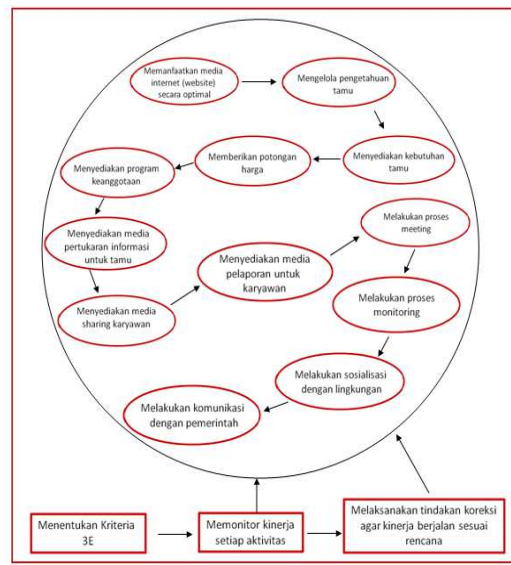 Memanfaatkan media
internet (website)
secara optimal
Mengelola pengetahuan
tamu
Menyediakan kebutuhan
tamu
Memberikan potongan
harga
Menyediakan program
keanggotaan
Menyediakan media
pertukaran informasi
untuk tamu
Menyediakan media
sharing karyawan
Menyediakan media
pelaporan untuk
karyawan
Melakukan proses
meeting
Melakukan proses
monitoring
Melakukan sosialisasi
dengan lingkungan
Melakukan komunikasi
dengan pemerintah
Menentukan Kriteria
3E
Memonitor kinerja
setiap aktivitas
Melaksanakan tindakan koreksi
agar kinerja berjalan sesuai
rencana